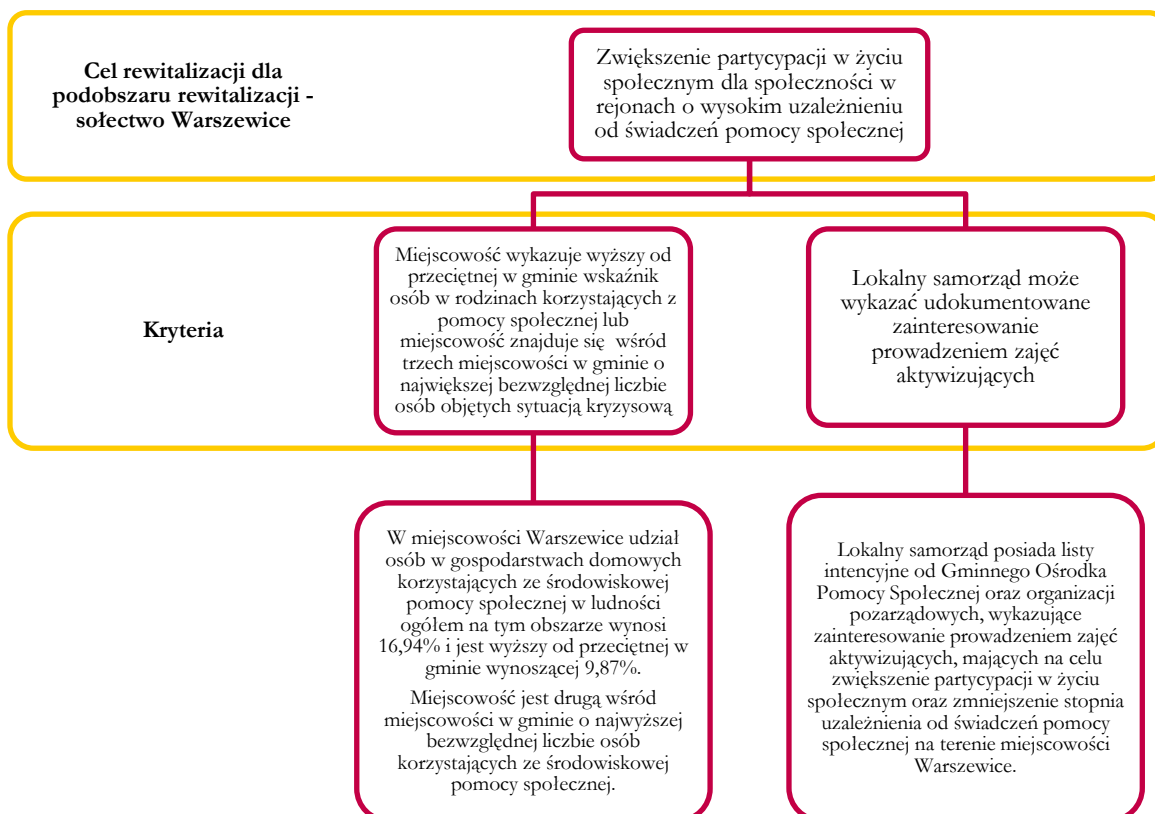 Cel rewitalizacji dla
podobszaru rewitalizacji -
sołectwo Warszewice
Zwiększenie partycypacji w życiu
społecznym dla społeczności w
rejonach o wysokim uzależnieniu
od świadczeń pomocy społecznej
Kryteria
Miejscowość wykazuje wyższy od
przeciętnej w gminie wskaźnik
osób w rodzinach korzystających z
pomocy społecznej lub
miejscowość znajduje się wśród
trzech miejscowości w gminie o
największej bezwzględnej liczbie
osób objętych sytuacją kryzysową
Lokalny samorząd może
wykazać udokumentowane
zainteresowanie
prowadzeniem zajęć
aktywizujących
W miejscowości Warszewice udział
osób w gospodarstwach domowych
korzystających ze środowiskowej
pomocy społecznej w ludności
ogółem na tym obszarze wynosi
16,94% i jest wyższy od przeciętnej w
gminie wynoszącej 9,87%.
Miejscowość jest drugą wśród
miejscowości w gminie o najwyższej
bezwzględnej liczbie osób
korzystających ze środowiskowej
pomocy społecznej.
Lokalny samorząd posiada listy
intencyjne od Gminnego Ośrodka
Pomocy Społecznej oraz organizacji
pozarządowych, wykazujące
zainteresowanie prowadzeniem zajęć
aktywizujących, mających na celu
zwiększenie partycypacji w życiu
społecznym oraz zmniejszenie stopnia
uzależnienia od świadczeń pomocy
społecznej na terenie miejscowości
Warszewice.